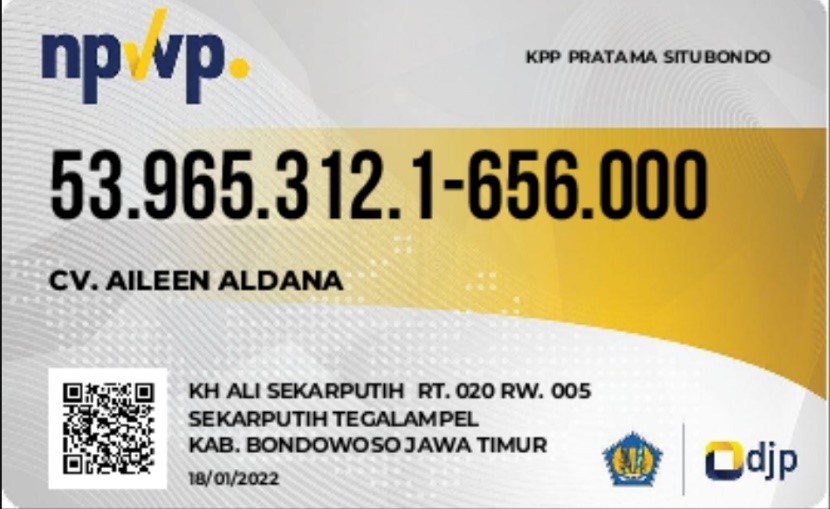 npwp.
KPP PRATAMA SITUBONDO
53.965.312.1-656.000
CV. AILEEN ALDANA
KH ALI SEKARPUTIH RT. 020 RW. 005
SEKARPUTIH TEGALAMPEL
KAB. BONDOWOSO JAWA TIMUR
18/01/2022
djp